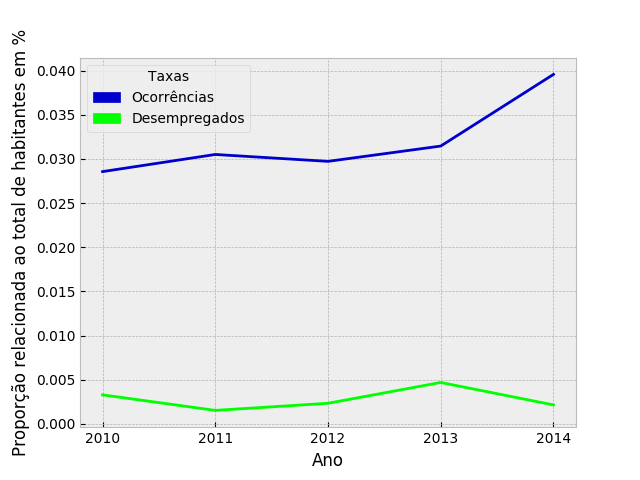 Proporção relacionada ao total de habitantes em %
0.040
0.035
0.030
0.025
0.020
0.015
0.010
0.005
0.000
Taxas
Ocorrências
Desempregados
2010 2011 2012 2013 2014
Ano